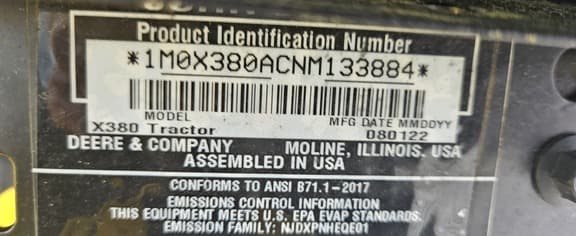 Product Identification Number
*1M0X380ACNM133884*
MODEL MFG DATE MMDDYY
X380 Tractor 080122
DEERE & COMPANY MOLINE, ILLINOIS. USA
ASSEMBLED IN USA
CONFORMS TO ANSI B71.1-2017
EMISSIONS CONTROL INFORMATION
THIS EQUIPMENT MEETS U.S. EPA EVAP STANDARDS.
EMISSION FAMILY: NJDXPNHEQE01